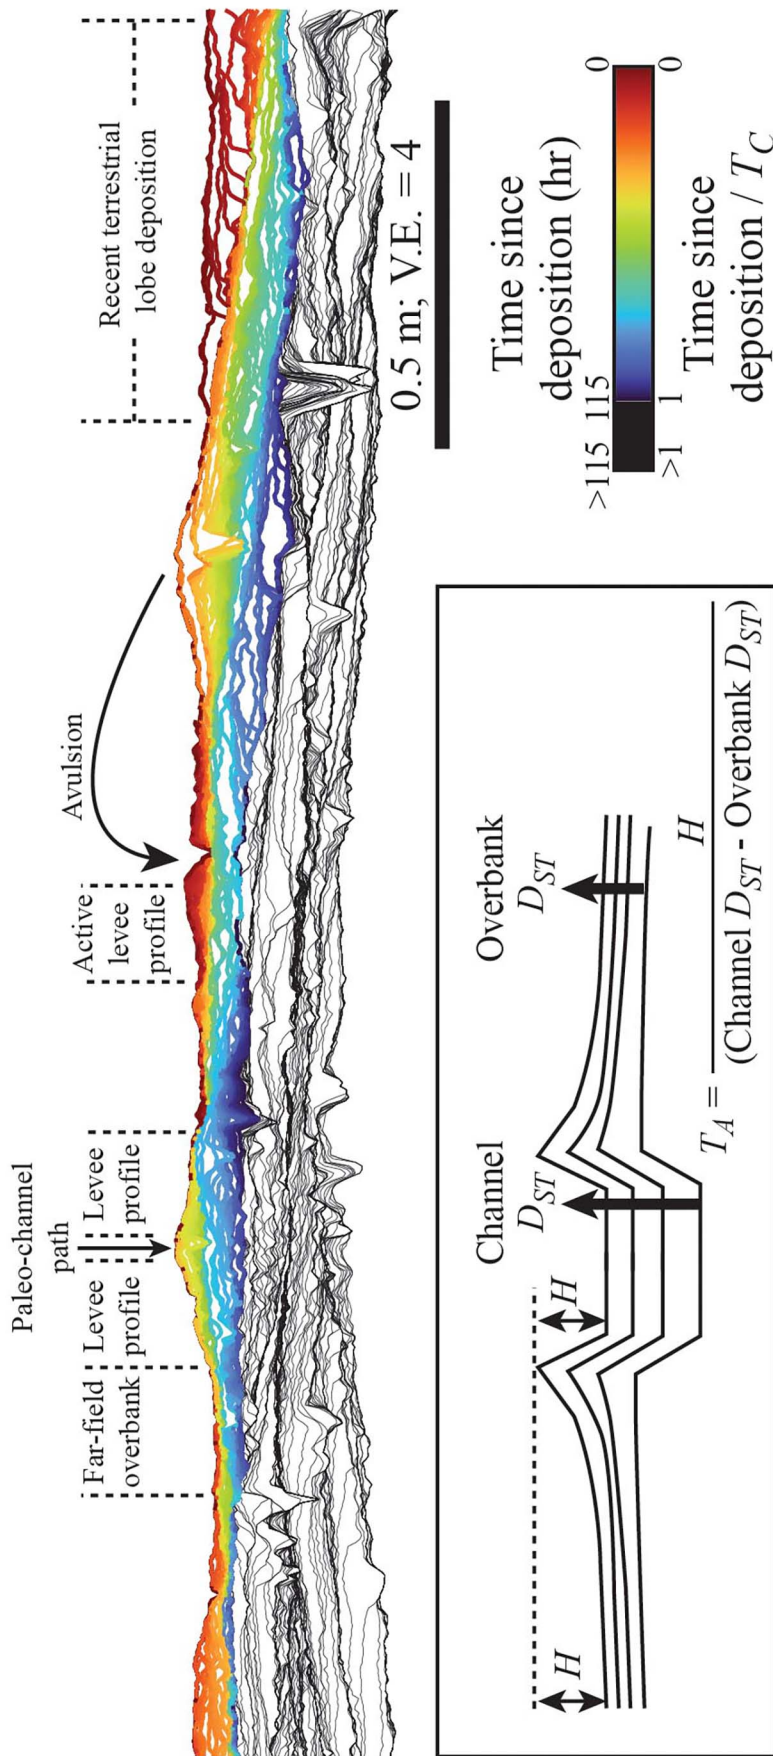 Paleo-channel
path
Far-field
overbank
Levee
profile
Levee
profile
Active
levee
profile
Avulsion
Recent terrestrial
lobe deposition
0.5 m; V.E. = 4
Time since
deposition (hr)
>115 115 0
>1 1 0
Time since
deposition / T_C
H
H
Channel
D_ST
Overbank
D_ST
T_A = H
(Channel D_ST - Overbank D_ST)